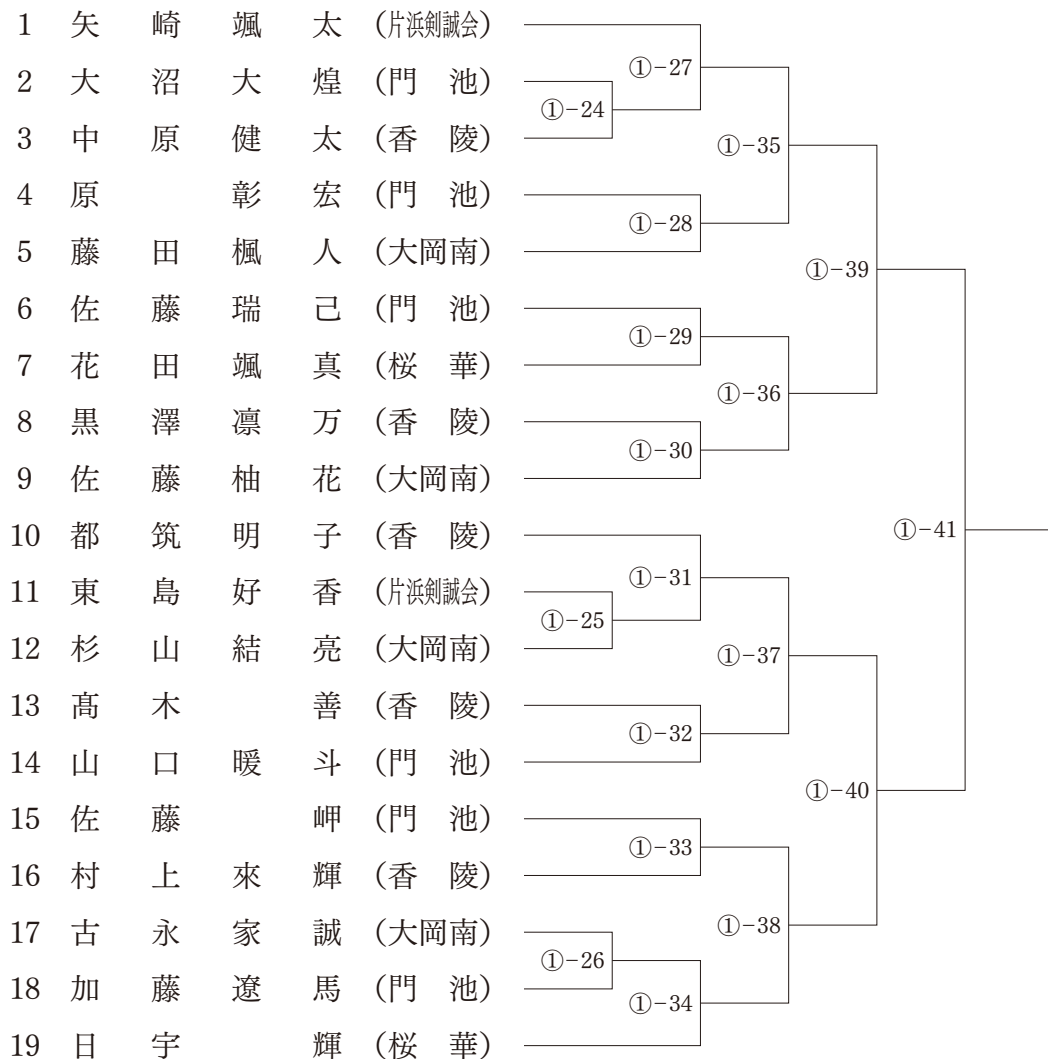 1 矢崎颯太 (片浜剣誠会)
2 大沼大煌 (門池)
3 中原健太 (香陵)
4 原彰宏 (門池)
5 藤田楓人 (大岡南)
6 佐藤瑞己 (門池)
7 花田颯真 (桜華)
8 黒澤凛万 (香陵)
9 佐藤柚花 (大岡南)
10 都筑明子 (香陵)
11 東島好香 (片浜剣誠会)
12 杉山結亮 (大岡南)
13 髙木善 (香陵)
14 山口暖斗 (門池)
15 佐藤岬 (門池)
16 村上來輝 (香陵)
17 古永家誠 (大岡南)
18 加藤遼馬 (門池)
19 日宇輝 (桜華)
①-24
①-25
①-26
①-27
①-28
①-29
①-30
①-31
①-32
①-33
①-34
①-35
①-36
①-37
①-38
①-39
①-40
①-41